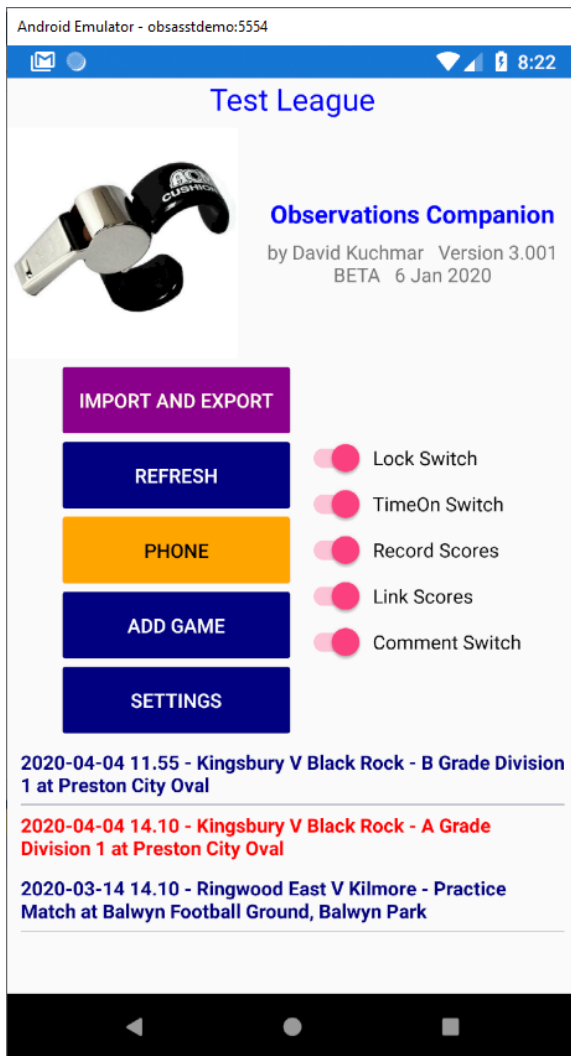 Android Emulator - obsasstdemo:5554
8:22
Test League
ACME
CUSHION
Observations Companion
by David Kuchmar Version 3.001
BETA 6 Jan 2020
IMPORT AND EXPORT
REFRESH
Lock Switch
TimeOn Switch
PHONE
Record Scores
Link Scores
ADD GAME
Comment Switch
SETTINGS
2020-04-04 11.55 - Kingsbury V Black Rock - B Grade Division
1 at Preston City Oval
2020-04-04 14.10 - Kingsbury V Black Rock - A Grade
Division 1 at Preston City Oval
2020-03-14 14.10 - Ringwood East V Kilmore - Practice
Match at Balwyn Football Ground, Balwyn Park